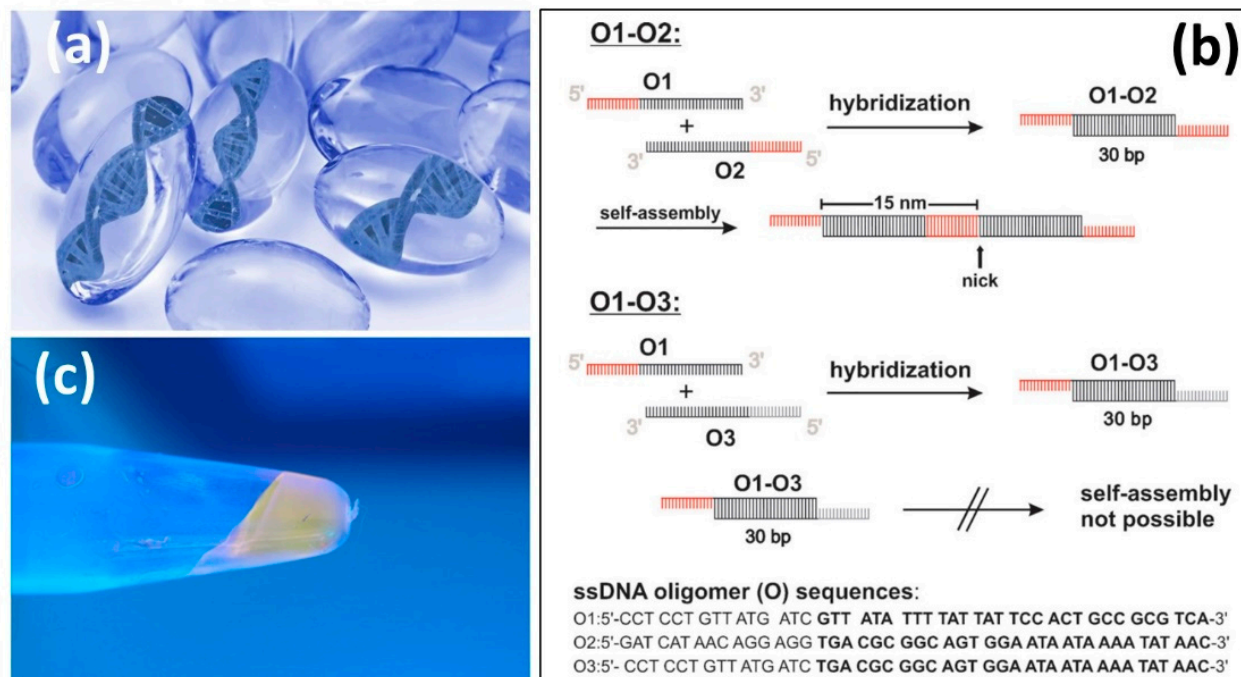 (a)
(c)
(b)
O1-O2:
5' O1 3'
+
3' O2 5'
hybridization
O1-O2
30 bp
self-assembly
15 nm
nick
O1-O3:
5' O1 3'
+
3' O3 5'
hybridization
O1-O3
30 bp
O1-O3
30 bp
self-assembly
not possible
ssDNA oligomer (O) sequences:
O1:5'-CCT CCT GTT ATG ATC GTT ATA TTT TAT TAT TCC ACT GCC GCG TCA-3'
O2:5'-GAT CAT AAC AGG AGG TGA CGC GGC AGT GGA ATA ATA AAA TAT AAC-3'
O3:5'- CCT CCT GTT ATG ATC TGA CGC GGC AGT GGA ATA ATA AAA TAT AAC-3'